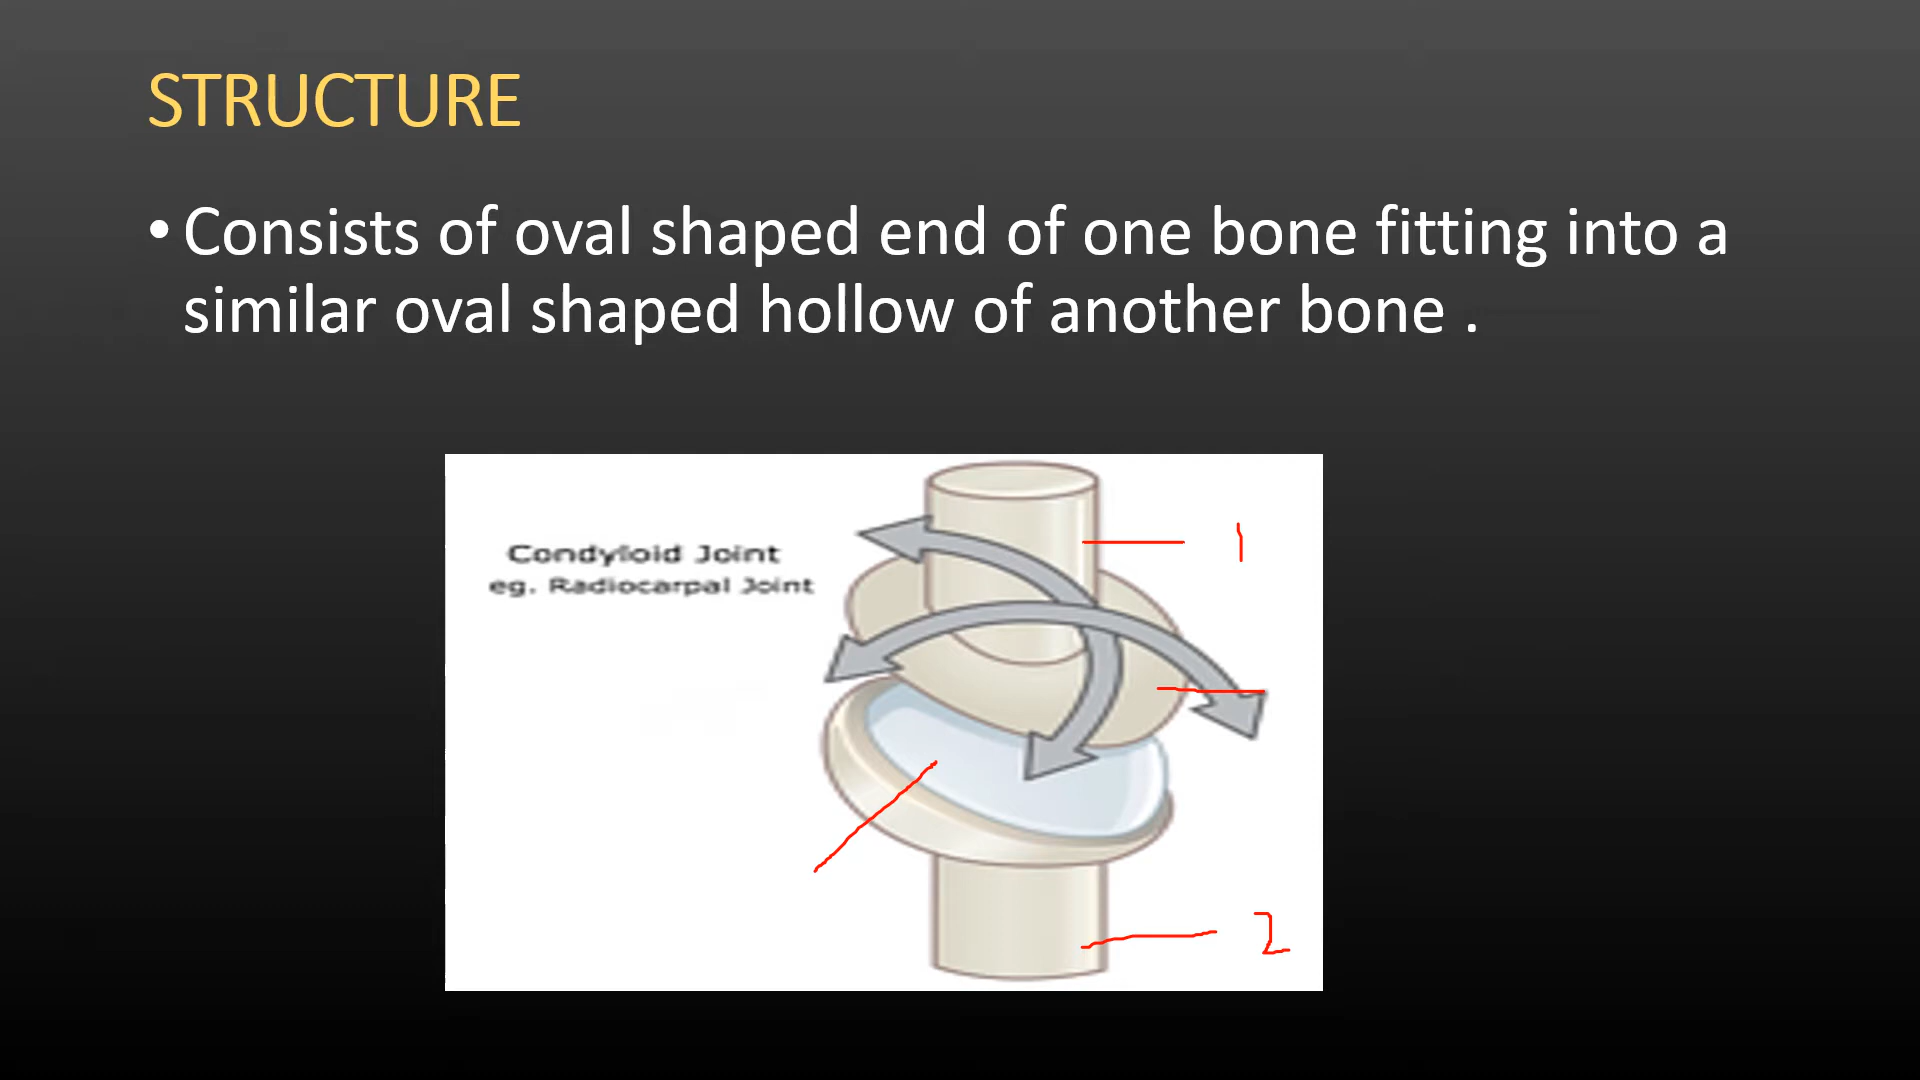 STRUCTURE
• Consists of oval shaped end of one bone fitting into a
similar oval shaped hollow of another bone .
Condyloid Joint
eg. Radiocarpal Joint
1
2